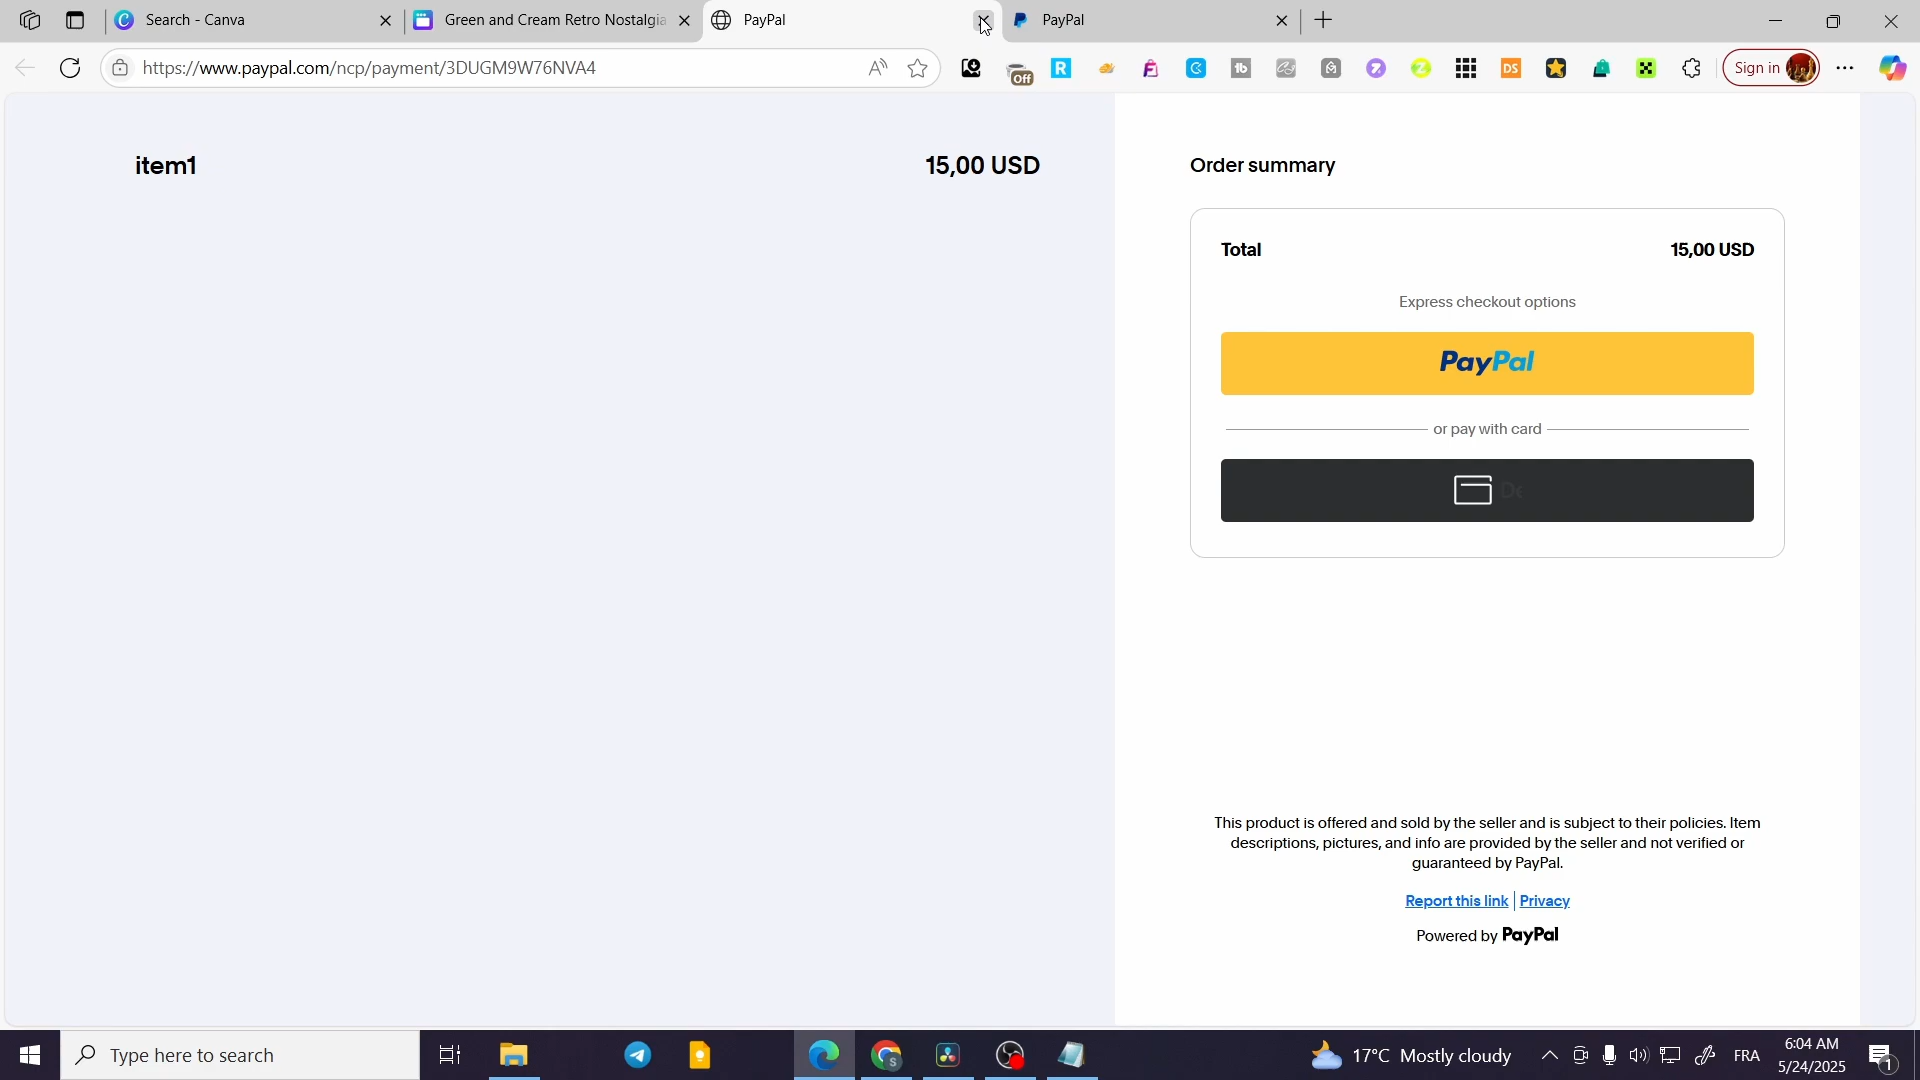 Search - Canva
Green and Cream Retro Nostalgia
PayPal
PayPal
https://www.paypal.com/ncp/payment/3DUGM9W76NVA4
Off
Sign in
item1
15,00 USD
Order summary
Total
15,00 USD
Express checkout options
PayPal
or pay with card
This product is offered and sold by the seller and is subject to their policies. Item
descriptions, pictures, and info are provided by the seller and not verified or
guaranteed by PayPal.
Report this link
Privacy
Powered by PayPal
Type here to search
17°C Mostly cloudy
FRA
6:04 AM
5/24/2025
1